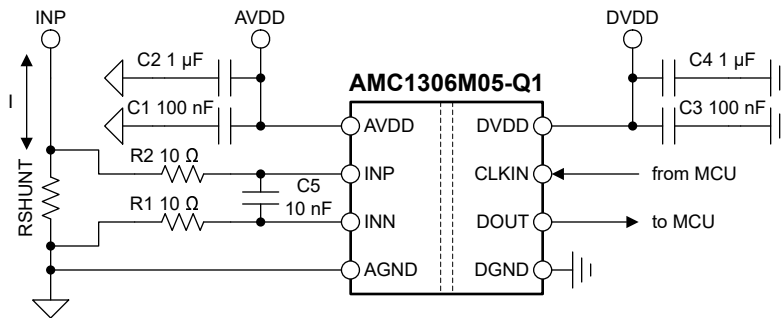 INP
AVDD
DVDD
C2 1 µF
C4 1 µF
AMC1306M05-Q1
C1 100 nF
C3 100 nF
I
AVDD
DVDD
R2 10 Ω
INP
CLKIN
from MCU
RSHUNT
C5
10 nF
R1 10 Ω
INN
DOUT
to MCU
AGND
DGND